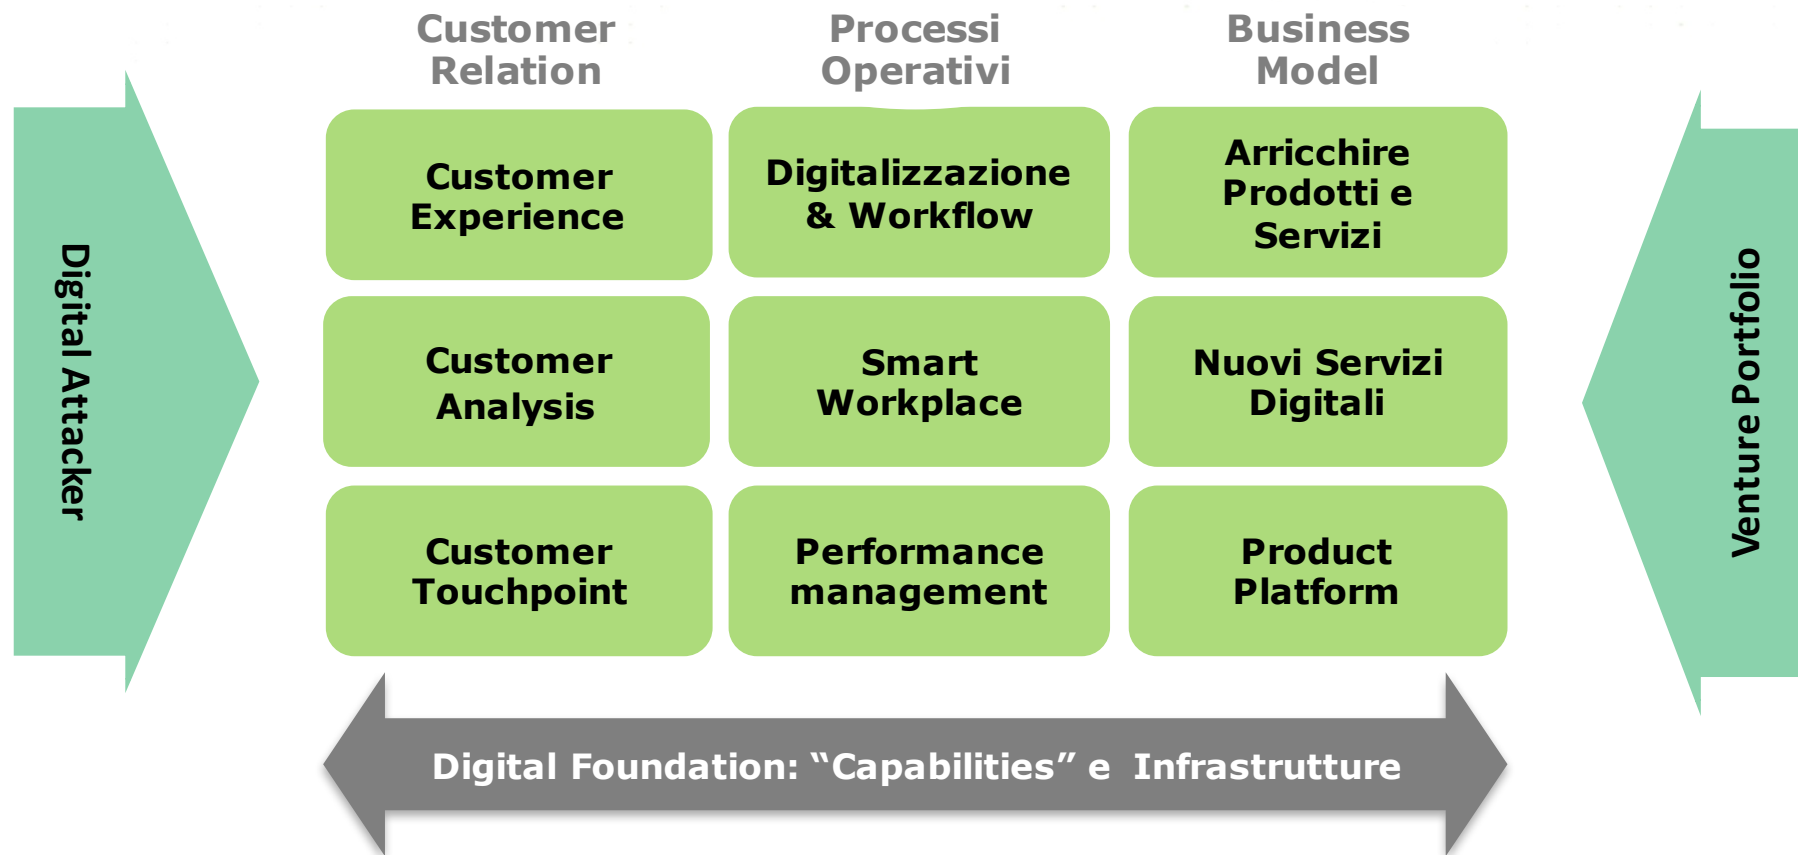 Customer
Relation
Processi
Operativi
Business
Model
Digital Attacker
Customer
Experience
Digitalizzazione
& Workflow
Arricchire
Prodotti e
Servizi
Customer
Analysis
Smart
Workplace
Nuovi Servizi
Digitali
Customer
Touchpoint
Performance
management
Product
Platform
Venture Portfolio
Digital Foundation: “Capabilities” e Infrastrutture